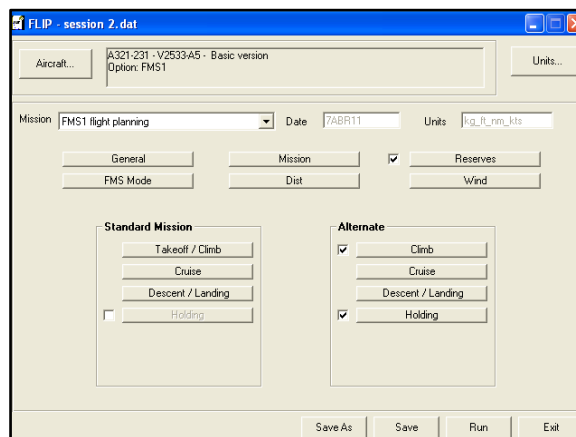 FLIP - session 2.dat
Aircraft...
A321-231 - V2533-A5 - Basic version
Option: FMS1
Units...
Mission FMS1 flight planning Date 7ABR11 Units kg_ft_nm_kts
General Mission Reserves
FMS Mode Dist Wind
Standard Mission Alternate
Takeoff / Climb Climb
Cruise Cruise
Descent / Landing Descent / Landing
Holding Holding
Save As Save Run Exit